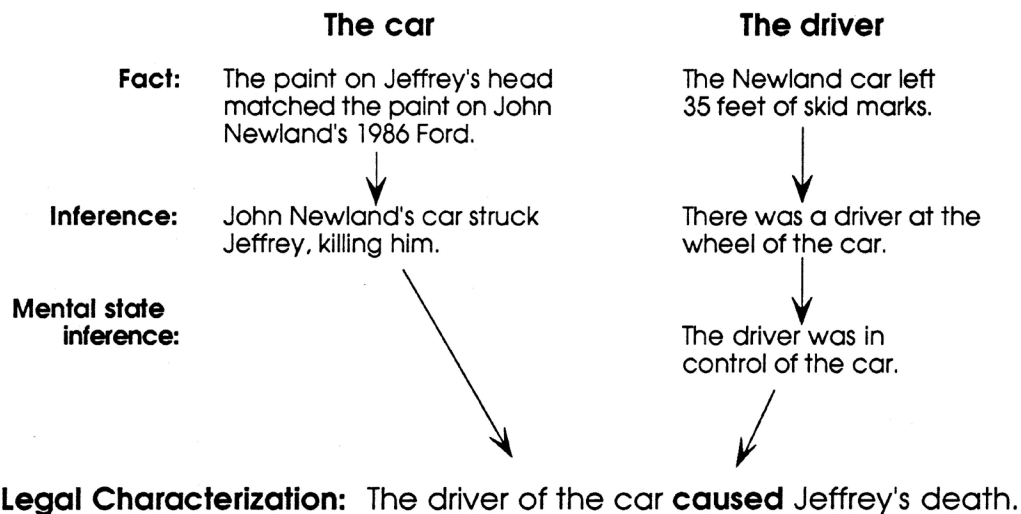 The car
The driver
Fact:
The paint on Jeffrey's head
matched the paint on John
Newland's 1986 Ford.
The Newland car left
35 feet of skid marks.
Inference:
John Newland's car struck
Jeffrey, killing him.
There was a driver at the
wheel of the car.
Mental state
inference:
The driver was in
control of the car.
Legal Characterization: The driver of the car caused Jeffrey's death.